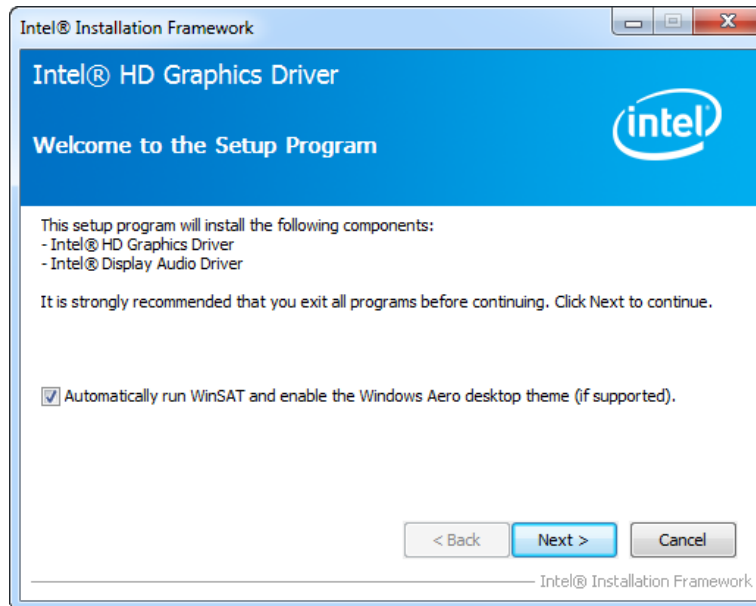 Intel® Installation Framework
Intel® HD Graphics Driver
intel
Welcome to the Setup Program
This setup program will install the following components:
- Intel® HD Graphics Driver
- Intel® Display Audio Driver
It is strongly recommended that you exit all programs before continuing. Click Next to continue.
Automatically run WinSAT and enable the Windows Aero desktop theme (if supported).
< Back
Next >
Cancel
Intel® Installation Framework